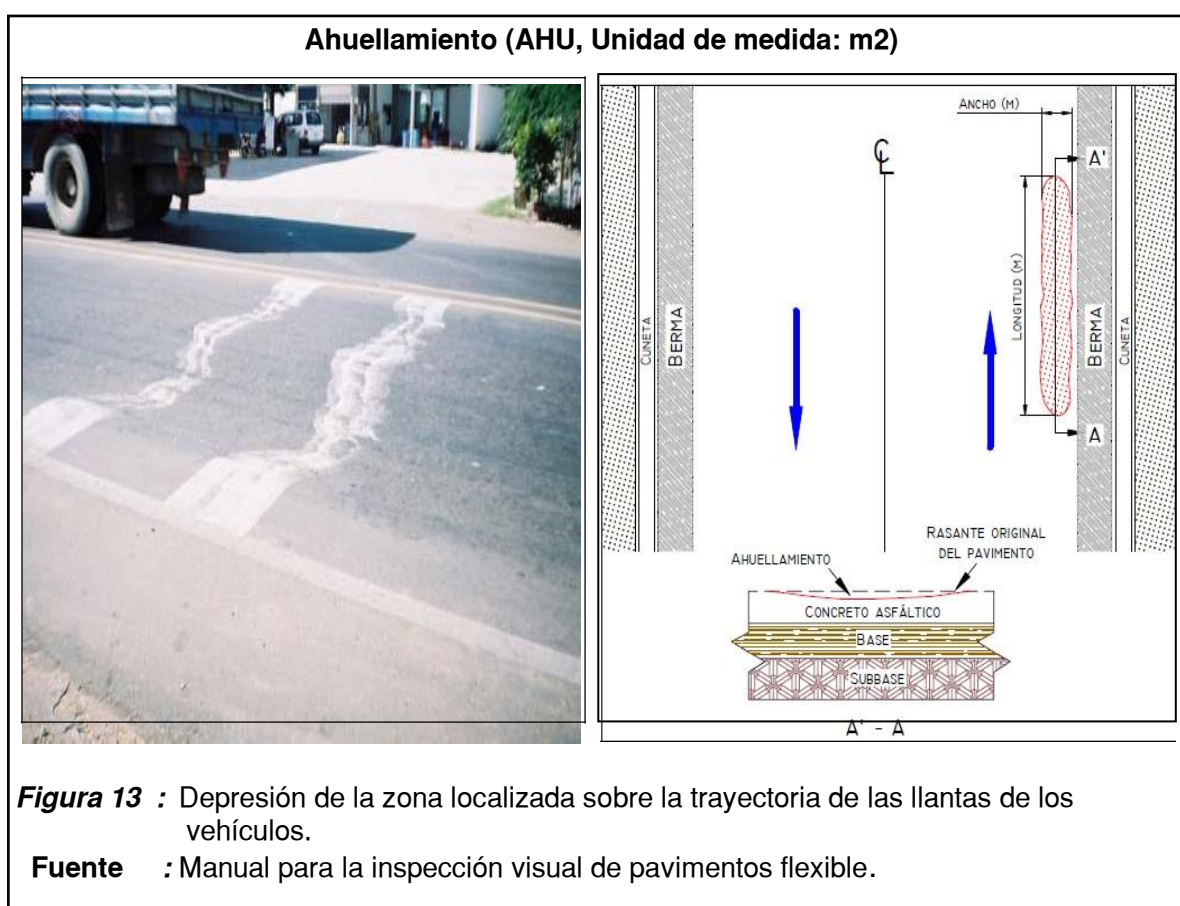 Ahuellamiento (AHU, Unidad de medida: m2)
ANCHO (M)
℄
A'
LONGITUD (M)
CUNETA
BERMA
BERMA
CUNETA
A
RASANTE ORIGINAL
DEL PAVIMENTO
AHUELLAMIENTO
CONCRETO ASFÁLTICO
BASE
SUBBASE
A' - A
Figura 13 : Depresión de la zona localizada sobre la trayectoria de las llantas de los
vehículos.
Fuente : Manual para la inspección visual de pavimentos flexible.